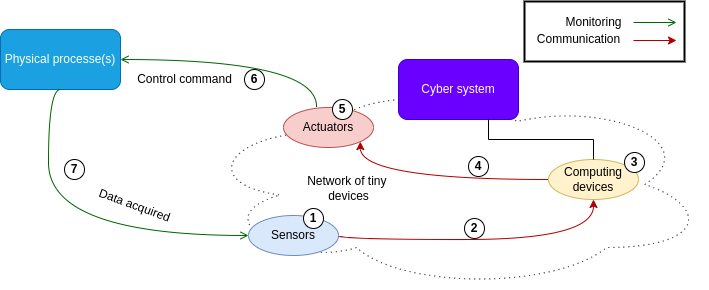 Monitoring
Communication
Physical processe(s)
Control command
6
Cyber system
5
Actuators
7
4
3
Computing
devices
Network of tiny
devices
Data acquired
1
Sensors
2